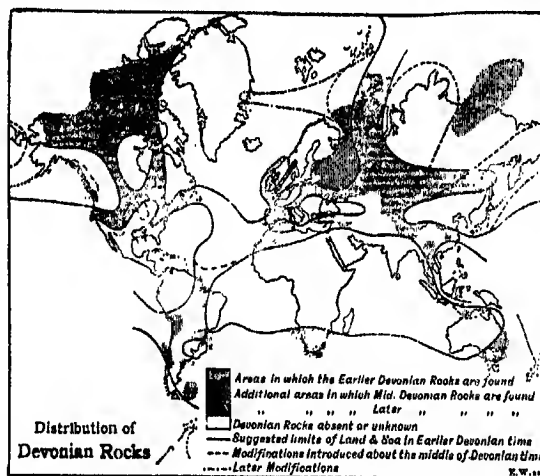 Areas in which the Earlier Devonian Rocks are found
Additional areas in which Mid. Devonian Rocks are found
„ „ „ „ Later „ „ „ „
Devonian Rocks absent or unknown
Suggested limits of Land & Sea in Earlier Devonian time
Modifications Introduced about the middle of Devonian time
Later Modifications
Distribution of
Devonian Rocks